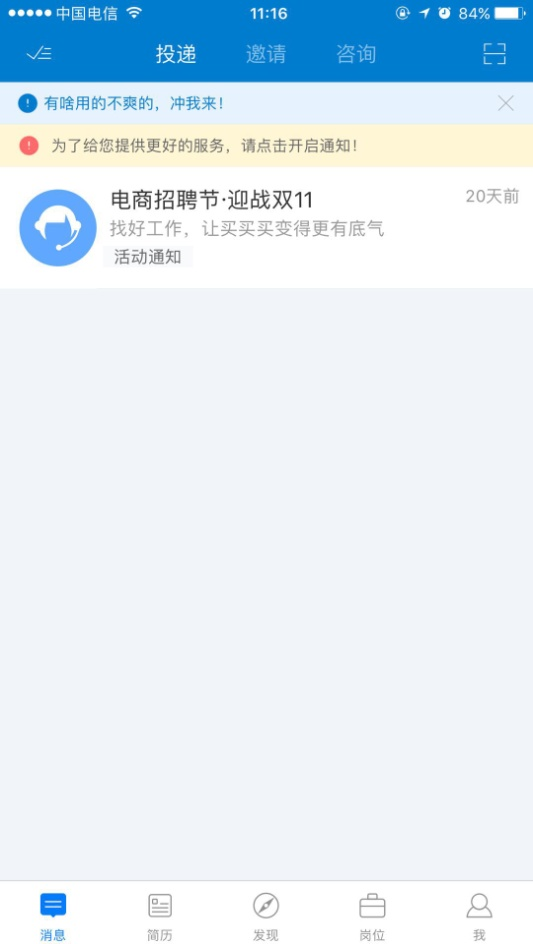 中国电信 11:16 84%
投递 邀请 咨询
有啥用的不爽的，冲我来！
为了给您提供更好的服务，请点击开启通知！
电商招聘节·迎战双11 20天前
找好工作，让买买买变得更有底气
活动通知
消息 简历 发现 岗位 我